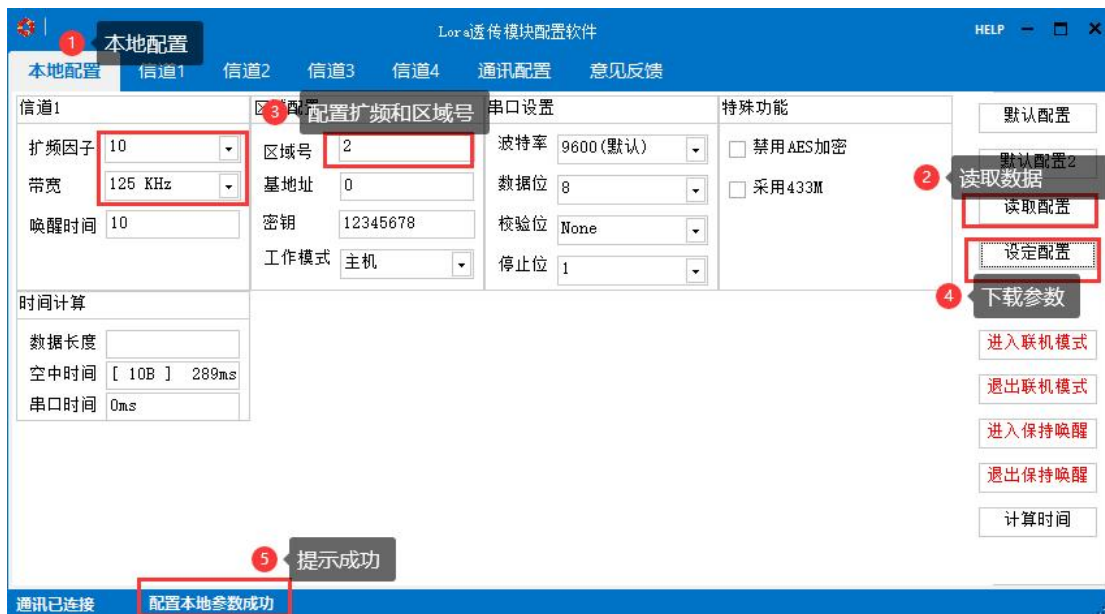 Lora透传模块配置软件
HELP
1 本地配置
本地配置 信道1 信道2 信道3 信道4 通讯配置 意见反馈
信道1
扩频因子 10
带宽 125 KHz
唤醒时间 10
3 配置扩频和区域号
区域号 2
基地址 0
密钥 12345678
工作模式 主机
串口设置
波特率 9600(默认)
数据位 8
校验位 None
停止位 1
特殊功能
禁用AES加密
采用433M
默认配置
默认配置2
2 读取数据
读取配置
设定配置
4 下载参数
进入联机模式
退出联机模式
进入保持唤醒
退出保持唤醒
计算时间
时间计算
数据长度
空中时间 [ 10B ] 289ms
串口时间 0ms
5 提示成功
通讯已连接 配置本地参数成功